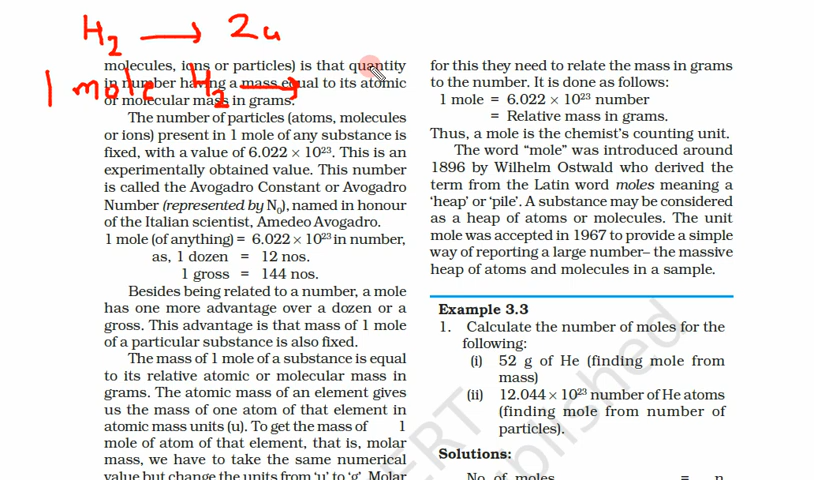 H2 → 2u
1 mole H2 →
molecules, ions or particles) is that quantity
in number having a mass equal to its atomic
or molecular mass in grams.
The number of particles (atoms, molecules
or ions) present in 1 mole of any substance is
fixed, with a value of 6.022 × 10²³. This is an
experimentally obtained value. This number
is called the Avogadro Constant or Avogadro
Number (represented by N₀), named in honour
of the Italian scientist, Amedeo Avogadro.
1 mole (of anything) = 6.022 × 10²³ in number,
as, 1 dozen = 12 nos.
1 gross = 144 nos.
Besides being related to a number, a mole
has one more advantage over a dozen or a
gross. This advantage is that mass of 1 mole
of a particular substance is also fixed.
The mass of 1 mole of a substance is equal
to its relative atomic or molecular mass in
grams. The atomic mass of an element gives
us the mass of one atom of that element in
atomic mass units (u). To get the mass of 1
mole of atom of that element, that is, molar
mass, we have to take the same numerical
value but change the units from 'u' to 'g'. Molar
for this they need to relate the mass in grams
to the number. It is done as follows:
1 mole = 6.022 × 10²³ number
= Relative mass in grams.
Thus, a mole is the chemist's counting unit.
The word "mole" was introduced around
1896 by Wilhelm Ostwald who derived the
term from the Latin word moles meaning a
'heap' or 'pile'. A substance may be considered
as a heap of atoms or molecules. The unit
mole was accepted in 1967 to provide a simple
way of reporting a large number– the massive
heap of atoms and molecules in a sample.
Example 3.3
1. Calculate the number of moles for the
following:
(i) 52 g of He (finding mole from
mass)
(ii) 12.044 × 10²³ number of He atoms
(finding mole from number of
particles).
Solutions:
No. of moles = n